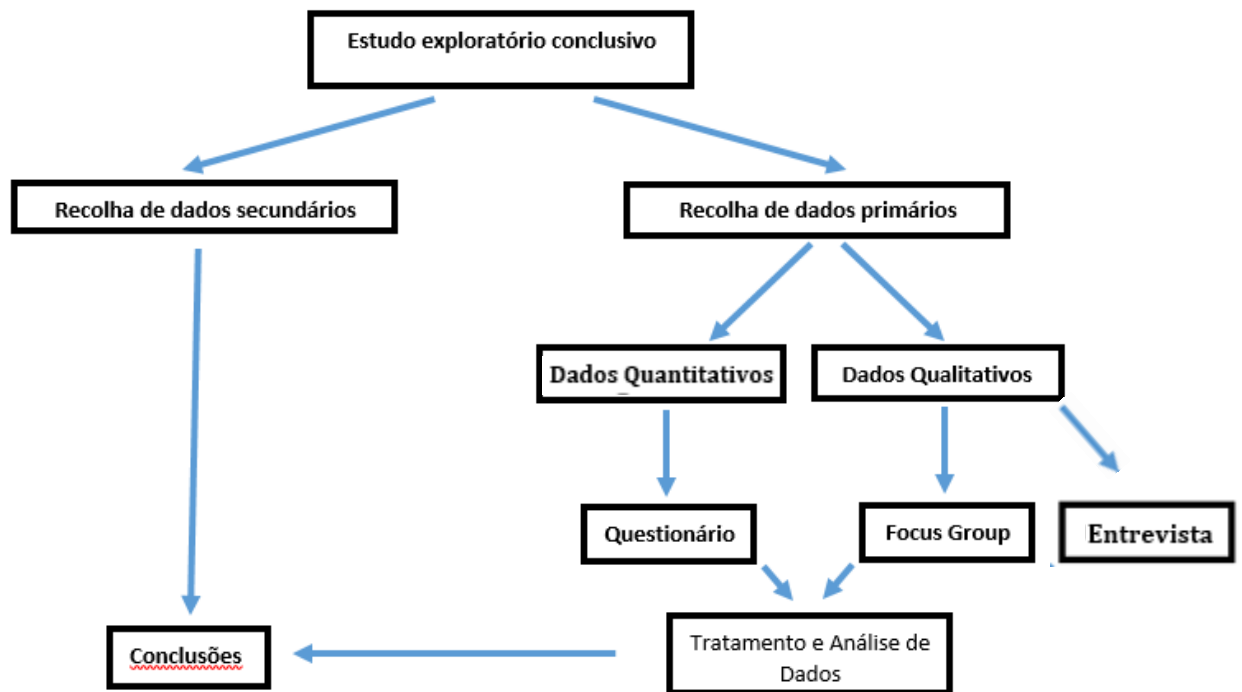 Estudo exploratório conclusivo
Recolha de dados secundários
Recolha de dados primários
Dados Quantitativos
Dados Qualitativos
Questionário
Focus Group
Entrevista
Conclusões
Tratamento e Análise de
Dados